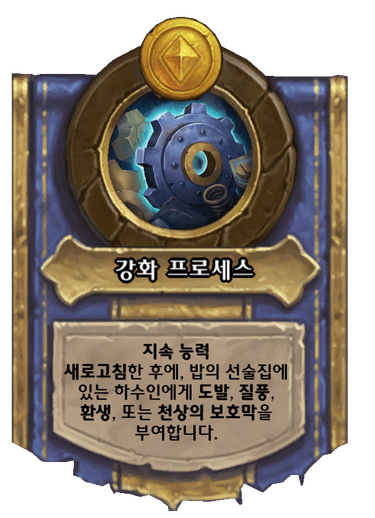 강화 프로세스
지속 능력
새로고침한 후에, 밥의 선술집에
있는 하수인에게 도발, 질풍,
환생, 또는 천상의 보호막을
부여합니다.